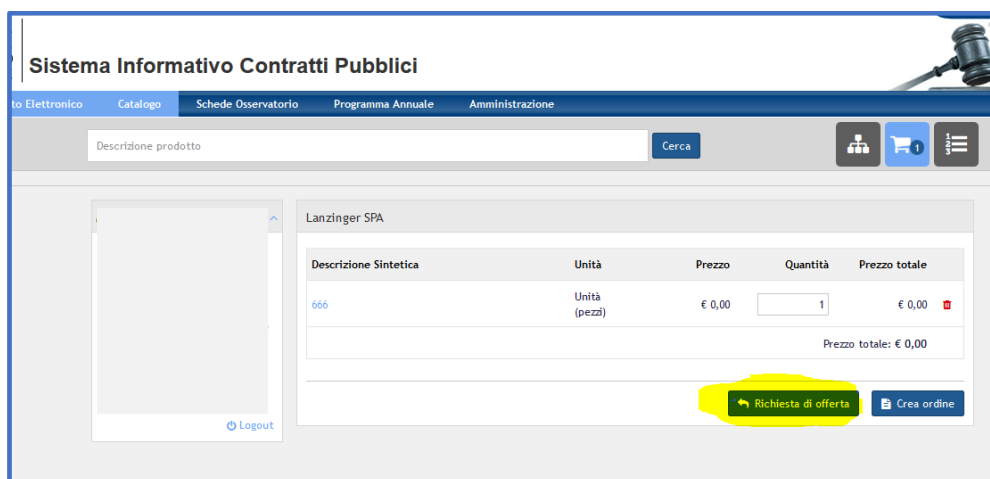 Sistema Informativo Contratti Pubblici
to Elettronico Catalogo Schede Osservatorio Programma Annuale Amministrazione
Descrizione prodotto Cerca 1
Lanzinger SPA
Descrizione Sintetica Unità Prezzo Quantità Prezzo totale
666 Unità (pezzi) € 0,00 1 € 0,00
Prezzo totale: € 0,00
Richiesta di offerta Crea ordine
Logout